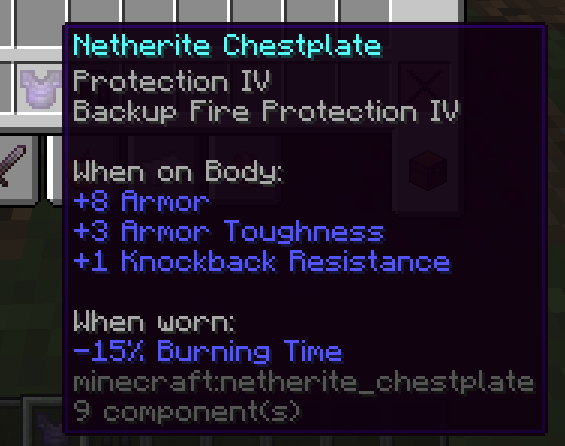 Netherite Chestplate
Protection IV
Backup Fire Protection IV
When on Body:
+8 Armor
+3 Armor Toughness
+1 Knockback Resistance
When worn:
-15% Burning Time
minecraft:netherite_chestplate
9 component(s)